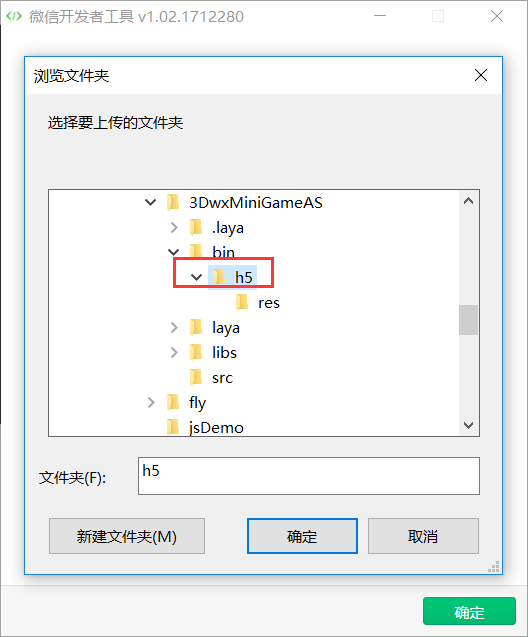 微信开发者工具 v1.02.1712280
浏览文件夹
选择要上传的文件夹
3DwxMiniGameAS
.laya
bin
h5
res
laya
libs
src
fly
jsDemo
文件夹(F):
h5
新建文件夹(M)
确定
取消
确定